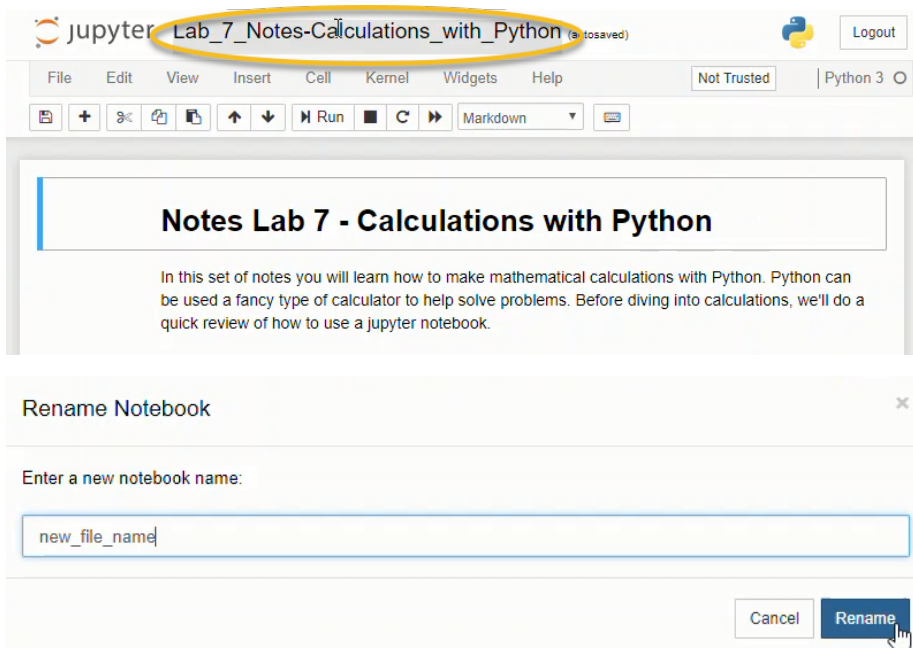 jupyter Lab_7_Notes-Calculations_with_Python (autosaved) Logout
File Edit View Insert Cell Kernel Widgets Help Not Trusted Python 3
Run Markdown
Notes Lab 7 - Calculations with Python
In this set of notes you will learn how to make mathematical calculations with Python. Python can
be used a fancy type of calculator to help solve problems. Before diving into calculations, we'll do a
quick review of how to use a jupyter notebook.
Rename Notebook
Enter a new notebook name:
new_file_name
Cancel Rename